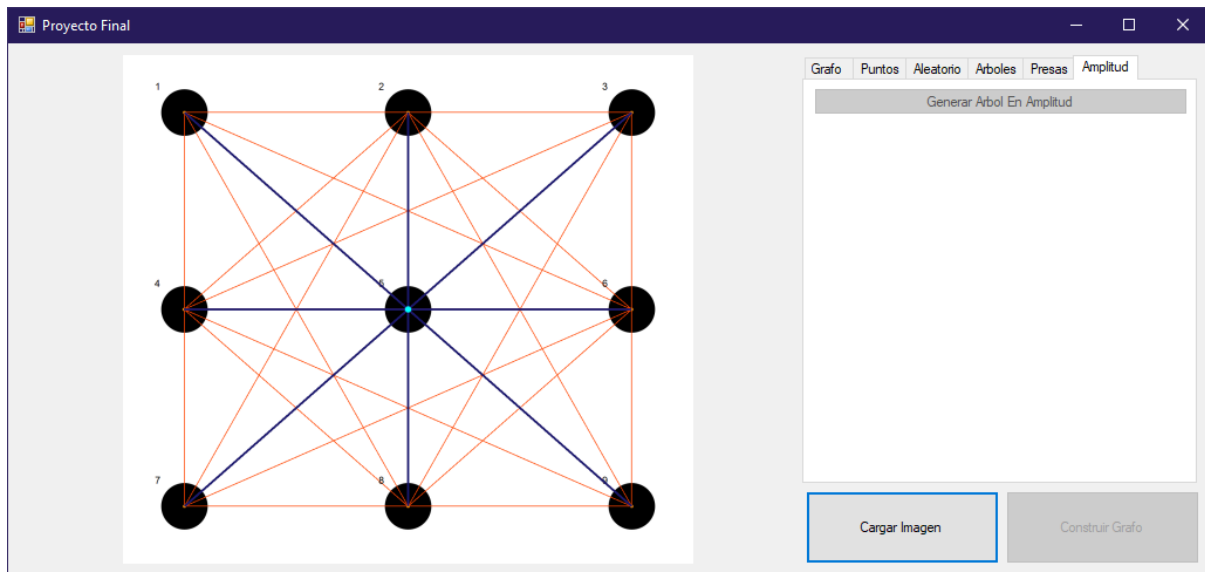 Proyecto Final
Grafo Puntos Aleatorio Arboles Presas Amplitud
Generar Arbol En Amplitud
1 2 3
4 5 6
7 8 9
Cargar Imagen Construir Grafo